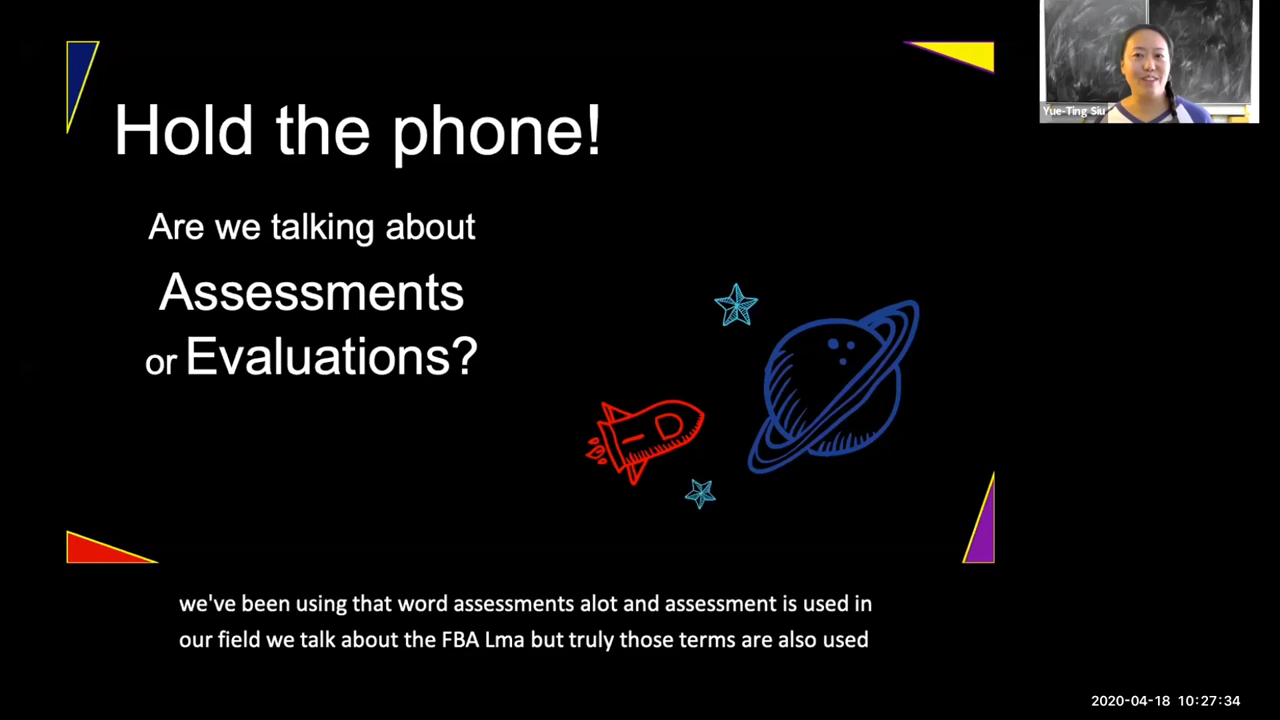 Hold the phone!
Are we talking about
Assessments
or Evaluations?
Yue-Ting Siu
we've been using that word assessments alot and assessment is used in
our field we talk about the FBA Lma but truly those terms are also used
2020-04-18 10:27:34